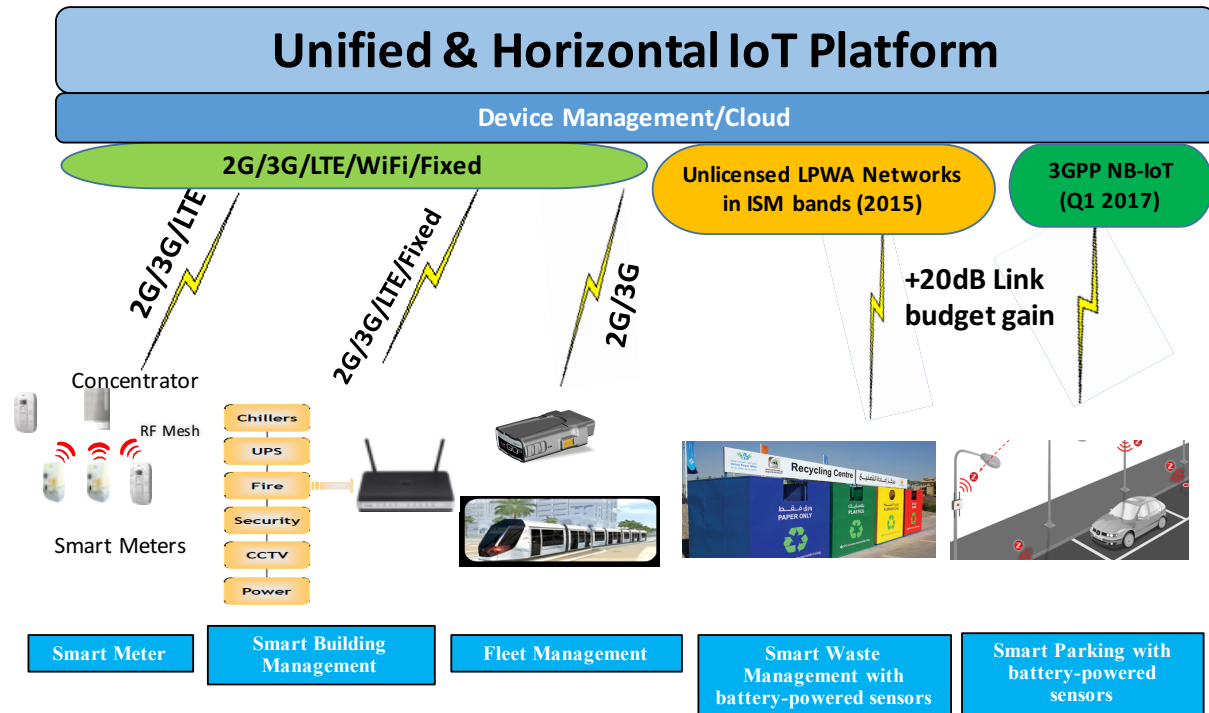 Unified & Horizontal IoT Platform
Device Management/Cloud
2G/3G/LTE/WiFi/Fixed
Unlicensed LPWA Networks
in ISM bands (2015)
3GPP NB-IoT
(Q1 2017)
2G/3G/LTE
2G/3G/LTE/Fixed
2G/3G
+20dB Link
budget gain
Concentrator
RF Mesh
Smart Meters
Chillers
UPS
Fire
Security
CCTV
Power
Recycling Centre
ورق فقط
PAPER ONLY
PLASTICS
Smart Meter
Smart Building
Management
Fleet Management
Smart Waste
Management with
battery-powered sensors
Smart Parking with
battery-powered
sensors